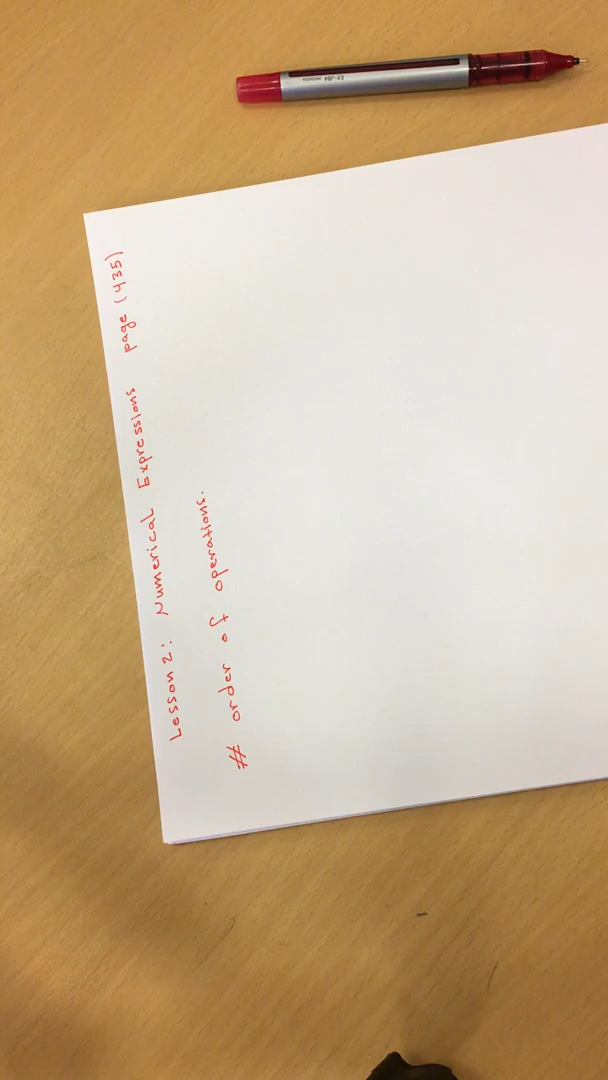 Lesson 2: Numerical Expressions page (435)
# order of operations.